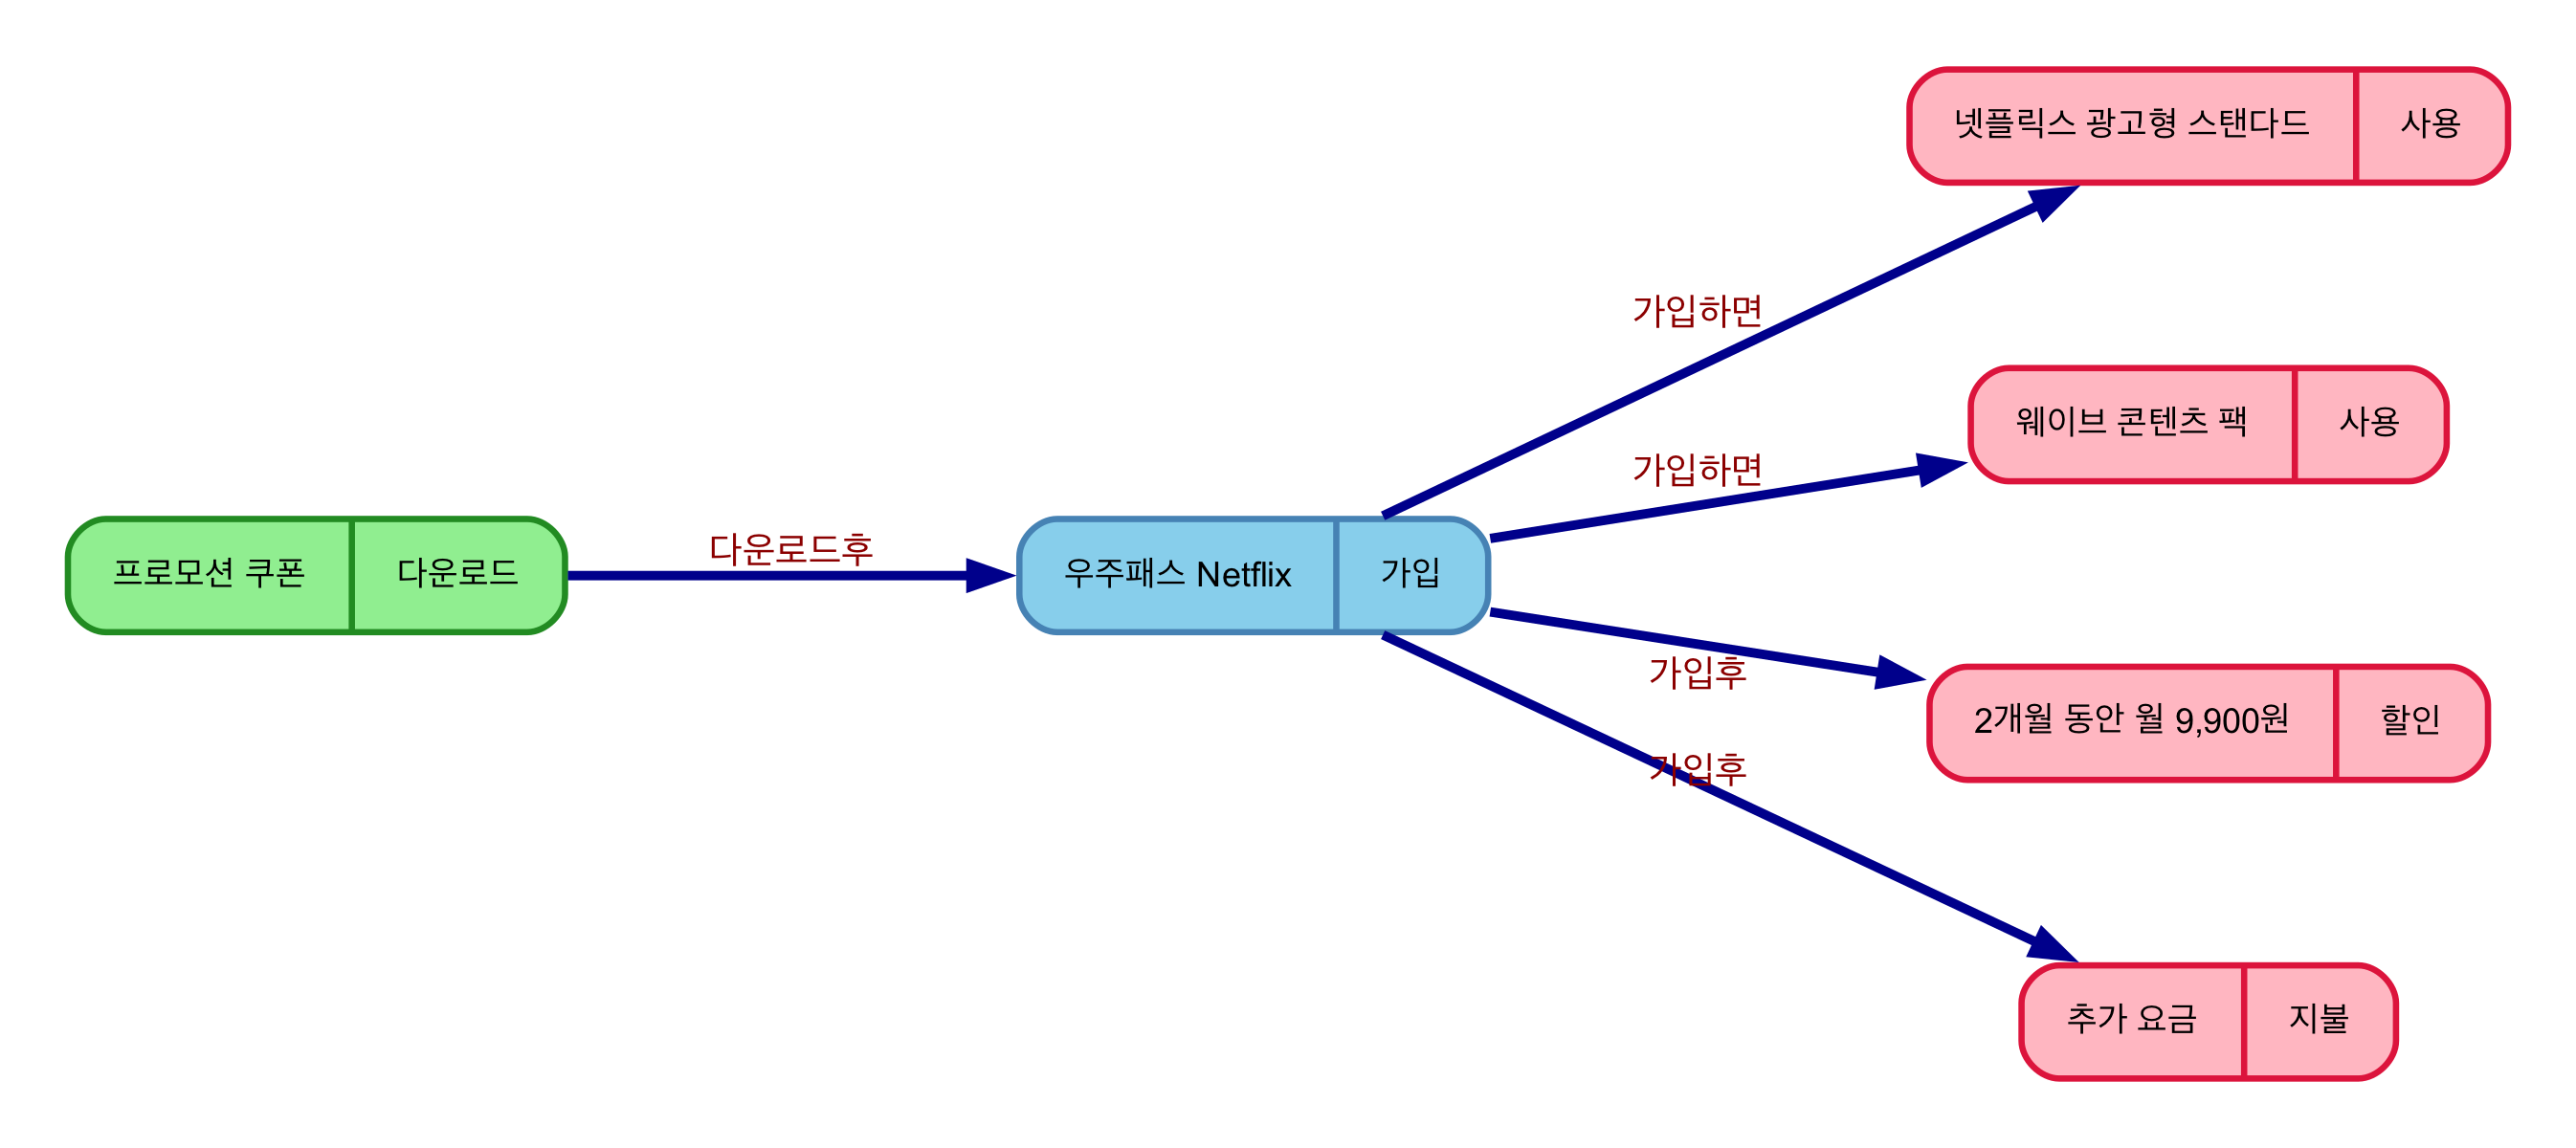 넷플릭스 광고형 스탠다드 사용
가입하면
웨이브 콘텐츠 팩 사용
가입하면
프로모션 쿠폰 다운로드
다운로드후
우주패스 Netflix 가입
가입후
2개월 동안 월 9,900원 할인
가입후
추가 요금 지불